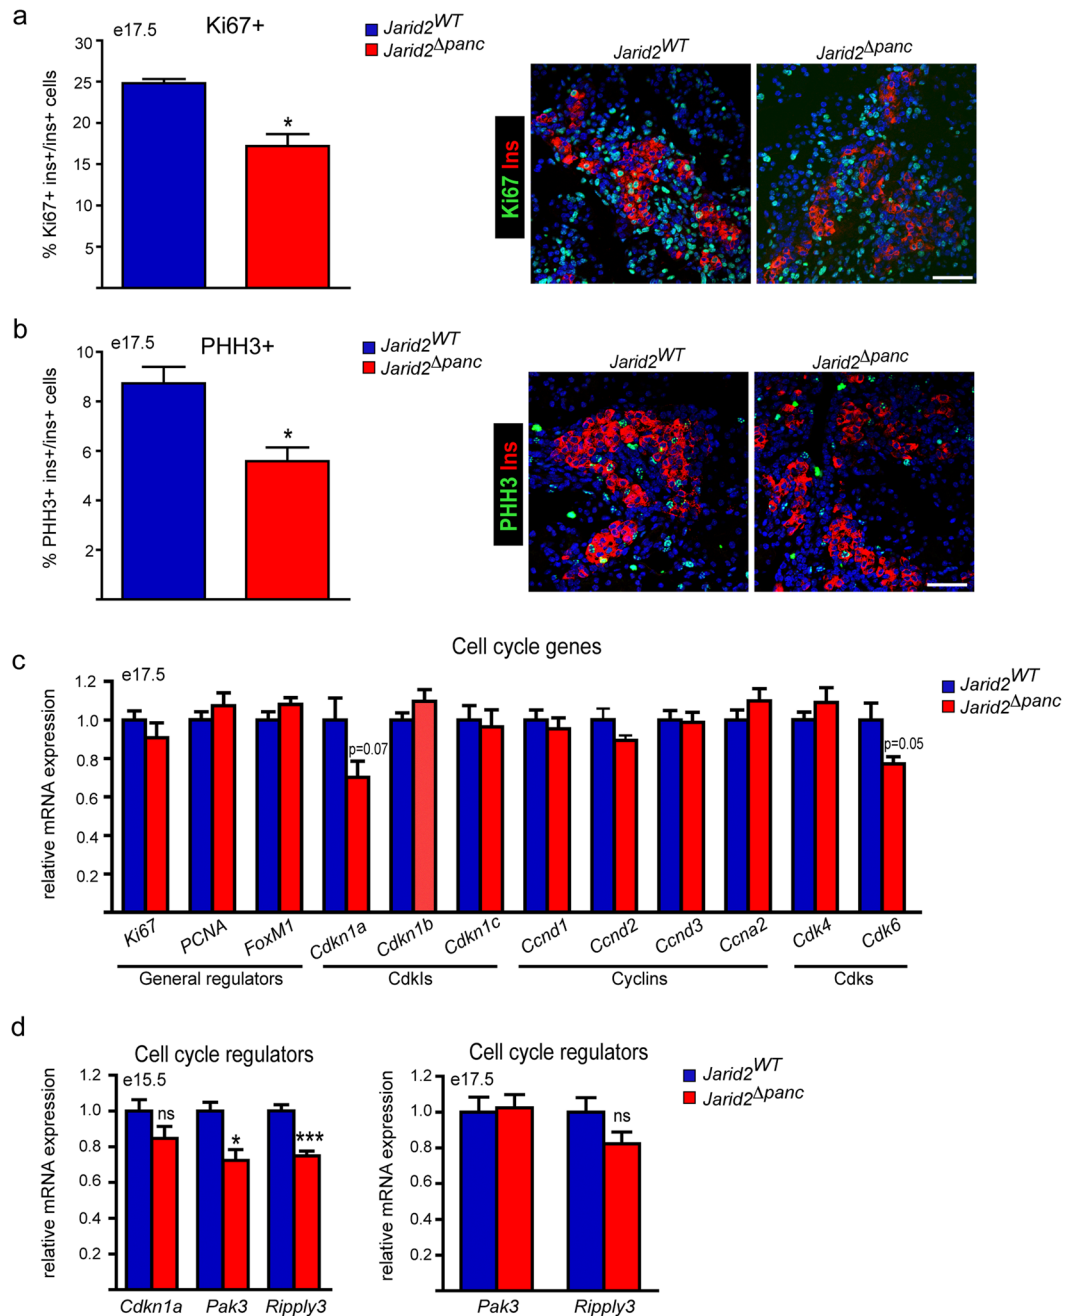 a
e17.5
Ki67+
Jarid2WT
Jarid2Δpanc
% Ki67+ ins+/ins+ cells
30
25
20
15
10
5
*
Jarid2WT
Jarid2Δpanc
Ki67 Ins
b
e17.5
PHH3+
Jarid2WT
Jarid2Δpanc
% PHH3+ ins+/ins+ cells
10
8
6
4
2
*
Jarid2WT
Jarid2Δpanc
PHH3 Ins
c
Cell cycle genes
e17.5
Jarid2WT
Jarid2Δpanc
relative mRNA expression
1.2
1.0
0.8
0.6
0.4
0.2
p=0.07
p=0.05
Ki67 PCNA FoxM1 Cdkn1a Cdkn1b Cdkn1c Ccnd1 Ccnd2 Ccnd3 Ccna2 Cdk4 Cdk6
General regulators CdkIs Cyclins Cdks
d
Cell cycle regulators
e15.5
relative mRNA expression
1.2
1.0
0.8
0.6
0.4
0.2
ns
*
***
Cdkn1a Pak3 Ripply3
Cell cycle regulators
e17.5
Jarid2WT
Jarid2Δpanc
relative mRNA expression
1.2
1.0
0.8
0.6
0.4
0.2
ns
Pak3 Ripply3